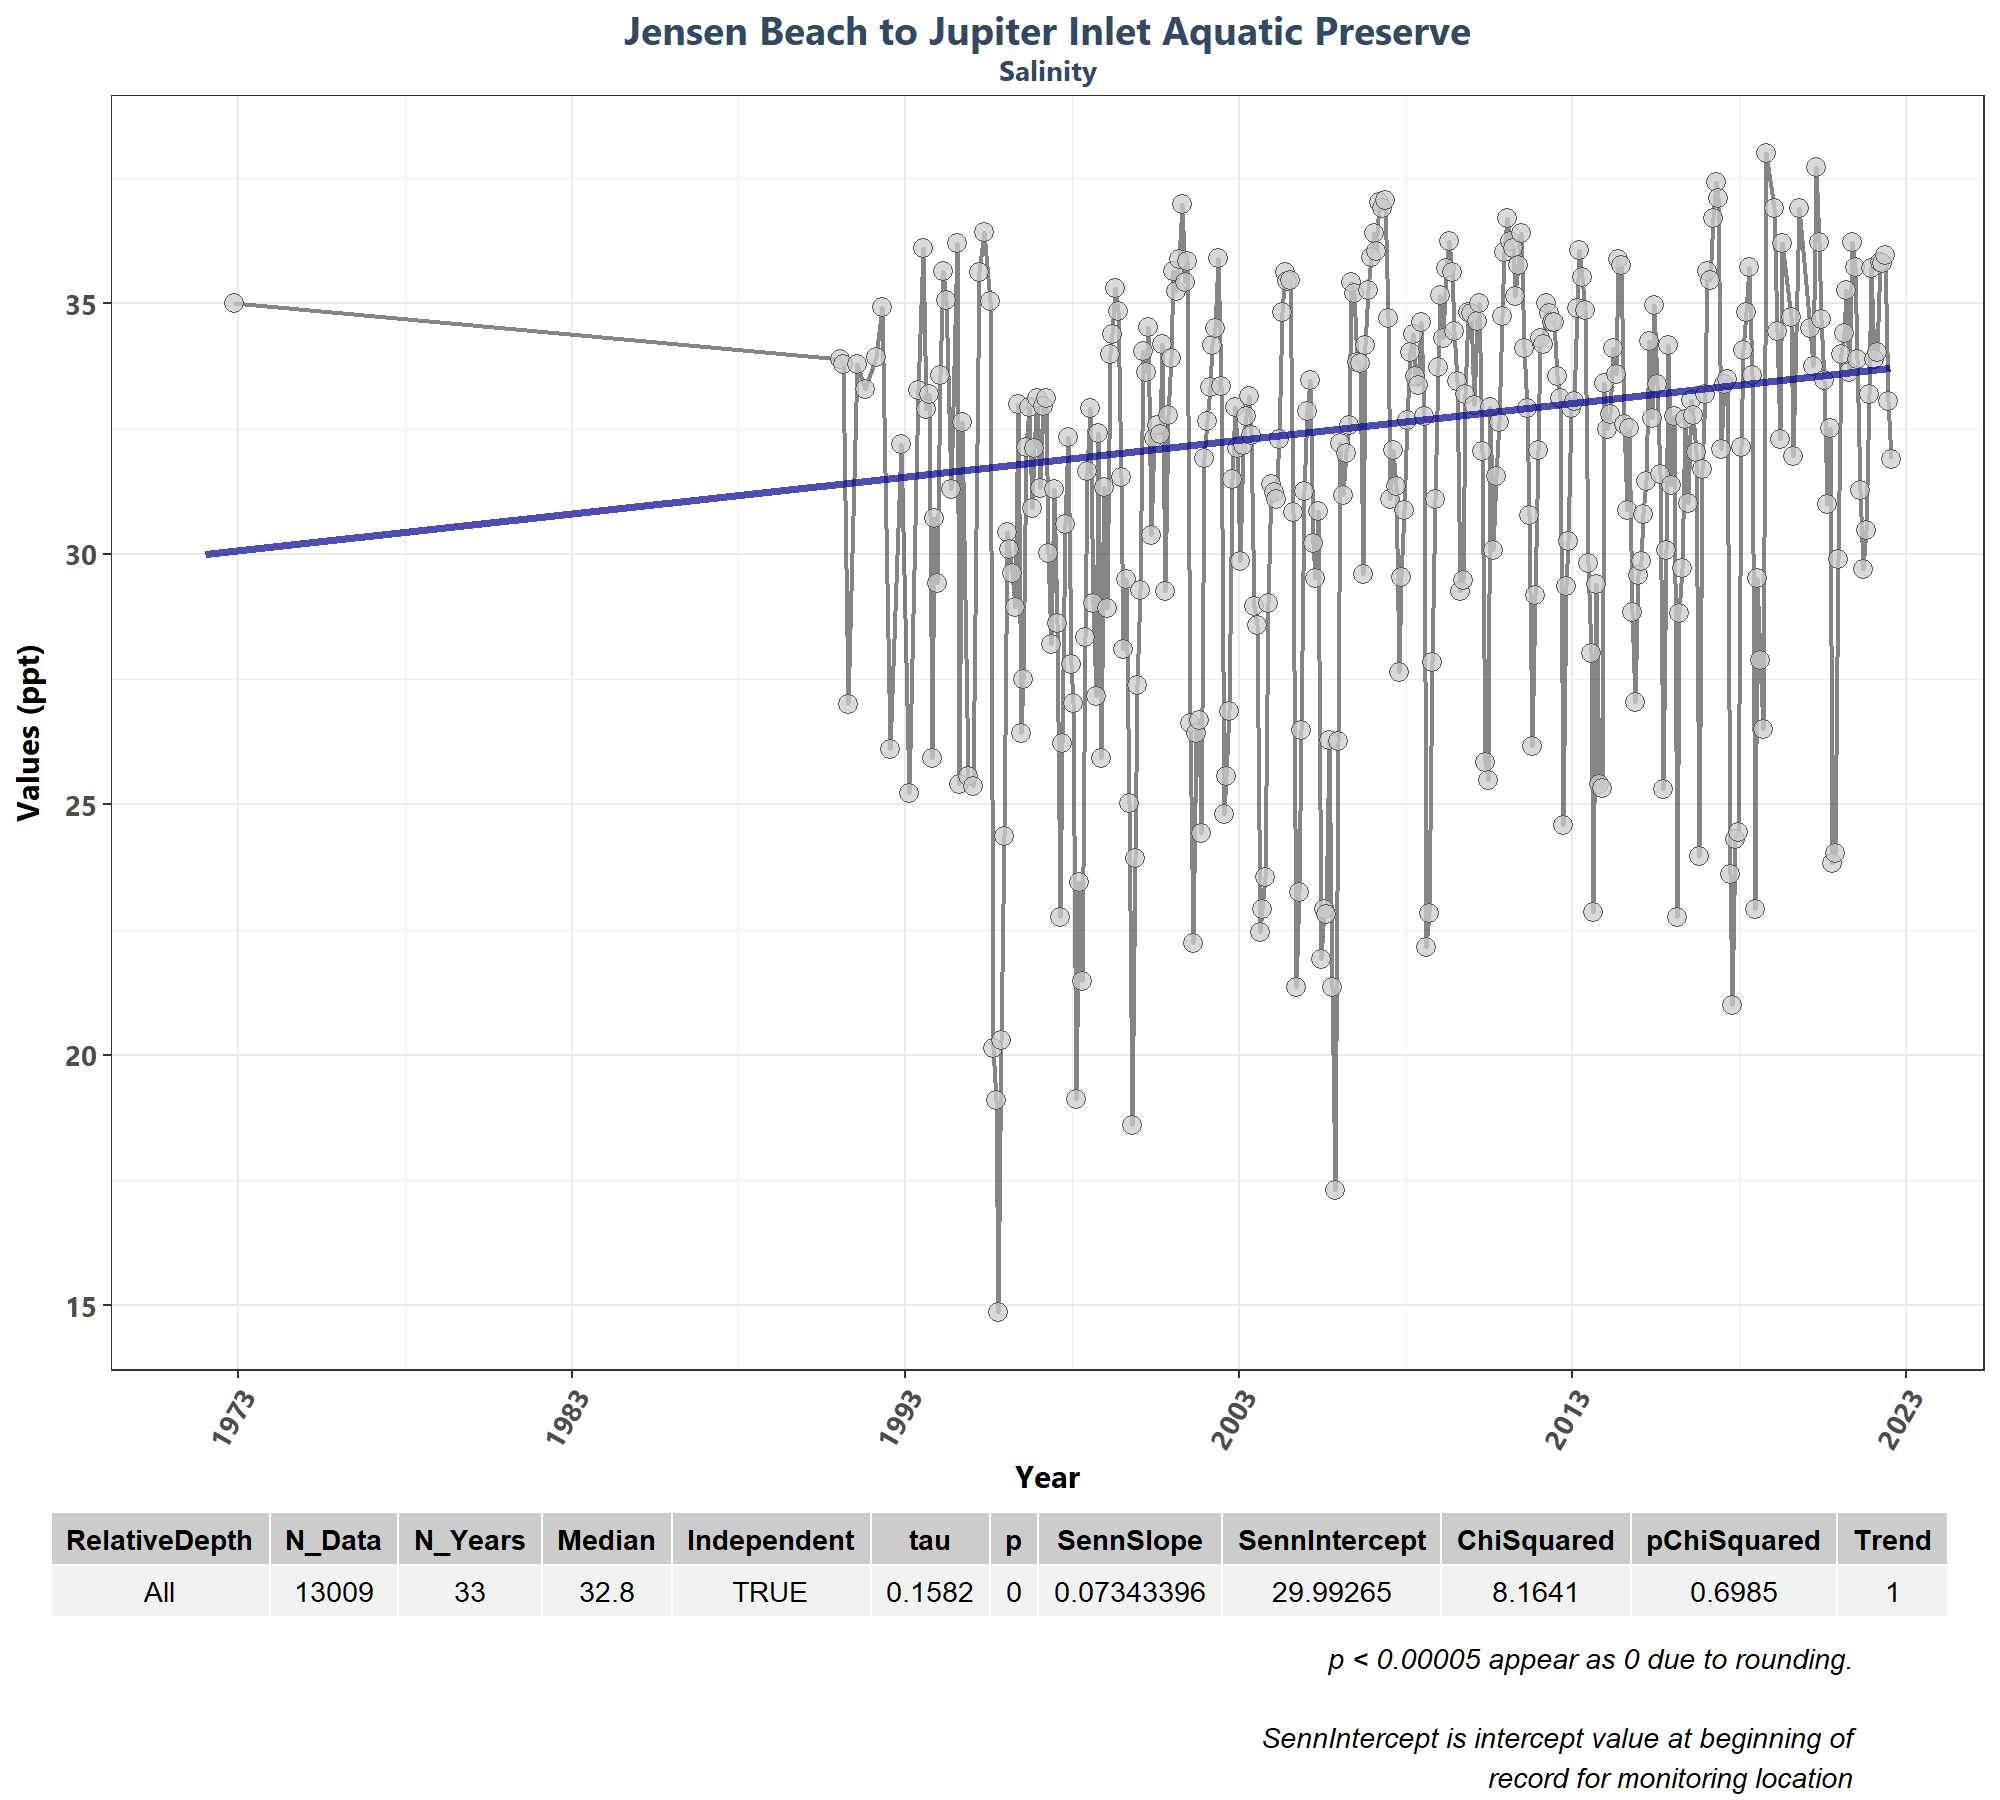 Jensen Beach to Jupiter Inlet Aquatic Preserve
Salinity
Values (ppt)
35
30
25
20
15
1973 1983 1993 2003 2013 2023
Year
RelativeDepth N_Data N_Years Median Independent tau p SennSlope SennIntercept ChiSquared pChiSquared Trend
All 13009 33 32.8 TRUE 0.1582 0 0.07343396 29.99265 8.1641 0.6985 1
p < 0.00005 appear as 0 due to rounding.
SennIntercept is intercept value at beginning of
record for monitoring location